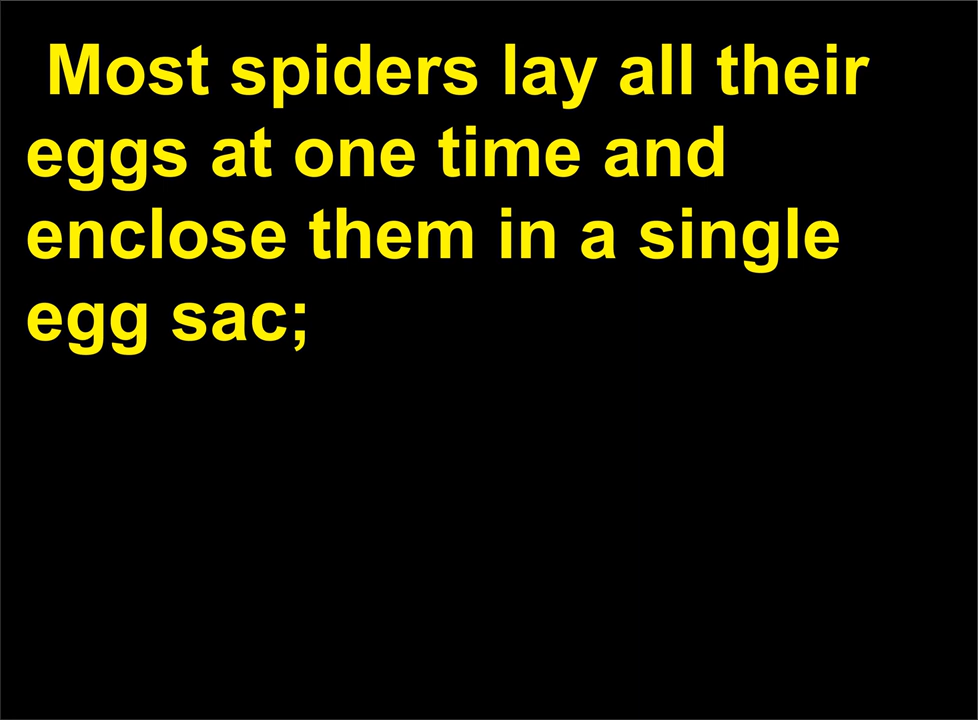 Most spiders lay all their
eggs at one time and
enclose them in a single
egg sac;